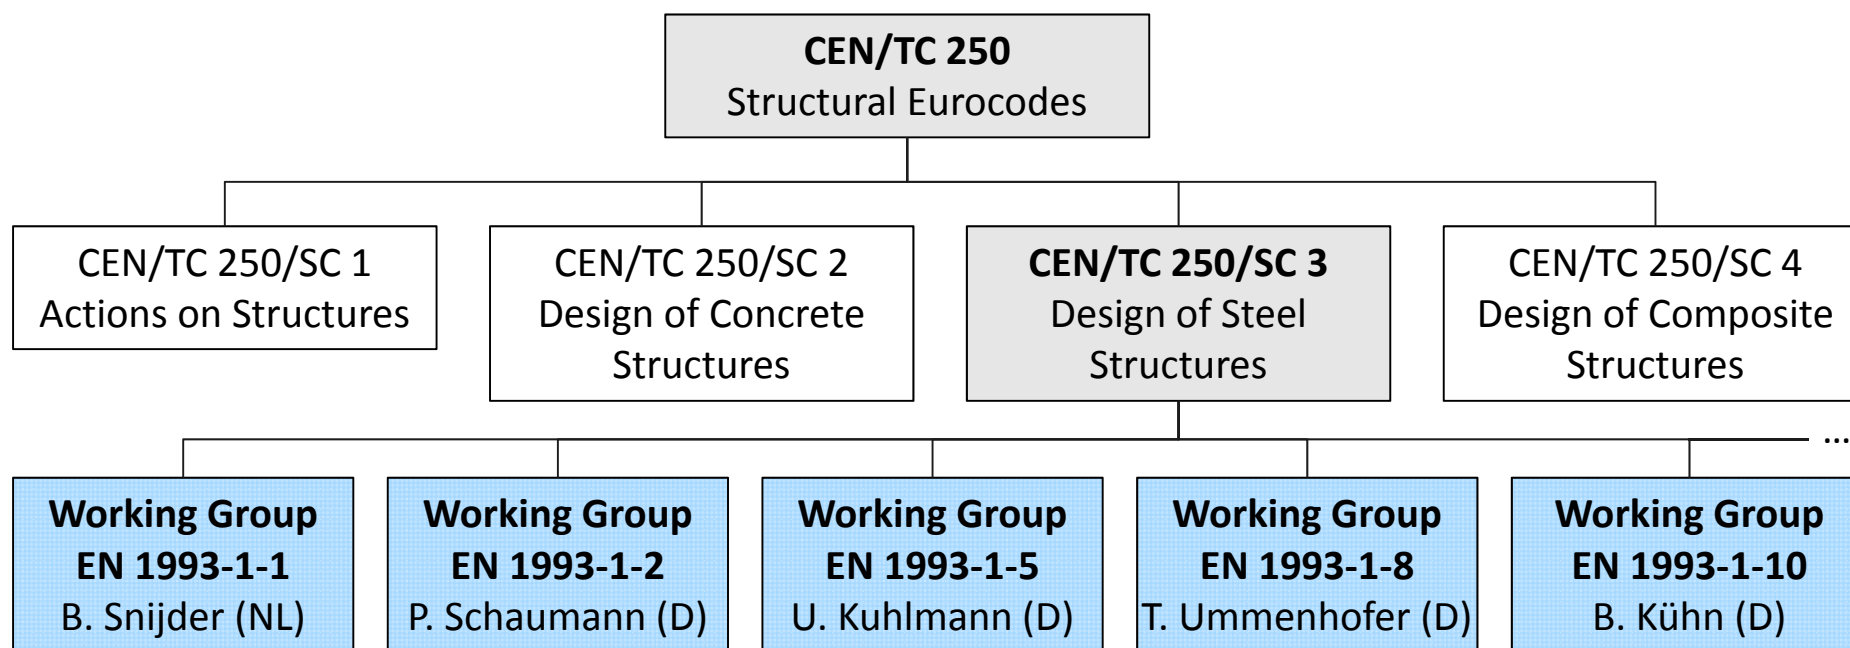 CEN/TC 250
Structural Eurocodes
CEN/TC 250/SC 1
Actions on Structures
CEN/TC 250/SC 2
Design of Concrete
Structures
CEN/TC 250/SC 3
Design of Steel
Structures
CEN/TC 250/SC 4
Design of Composite
Structures
...
Working Group
EN 1993-1-1
B. Snijder (NL)
Working Group
EN 1993-1-2
P. Schaumann (D)
Working Group
EN 1993-1-5
U. Kuhlmann (D)
Working Group
EN 1993-1-8
T. Ummenhofer (D)
Working Group
EN 1993-1-10
B. Kühn (D)